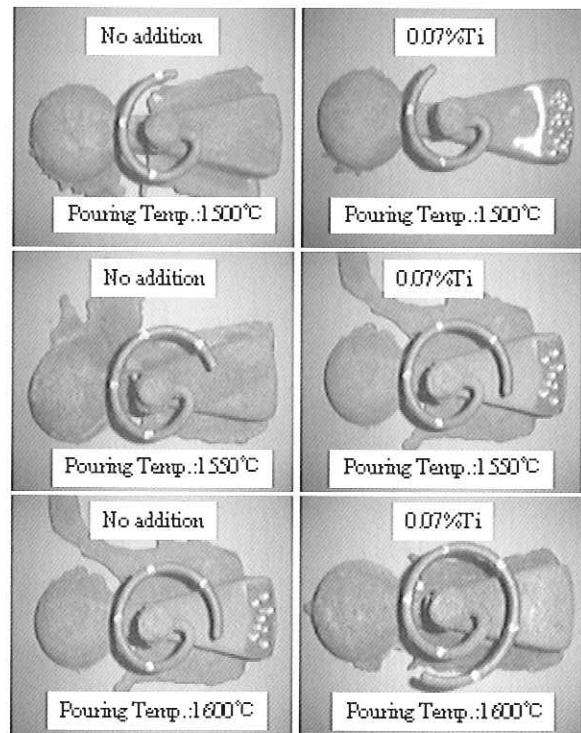 No addition
0.07%Ti
Pouring Temp.:1500°C
Pouring Temp.:1500°C
No addition
0.07%Ti
Pouring Temp.:1550°C
Pouring Temp.:1550°C
No addition
0.07%Ti
Pouring Temp.:1600°C
Pouring Temp.:1600°C